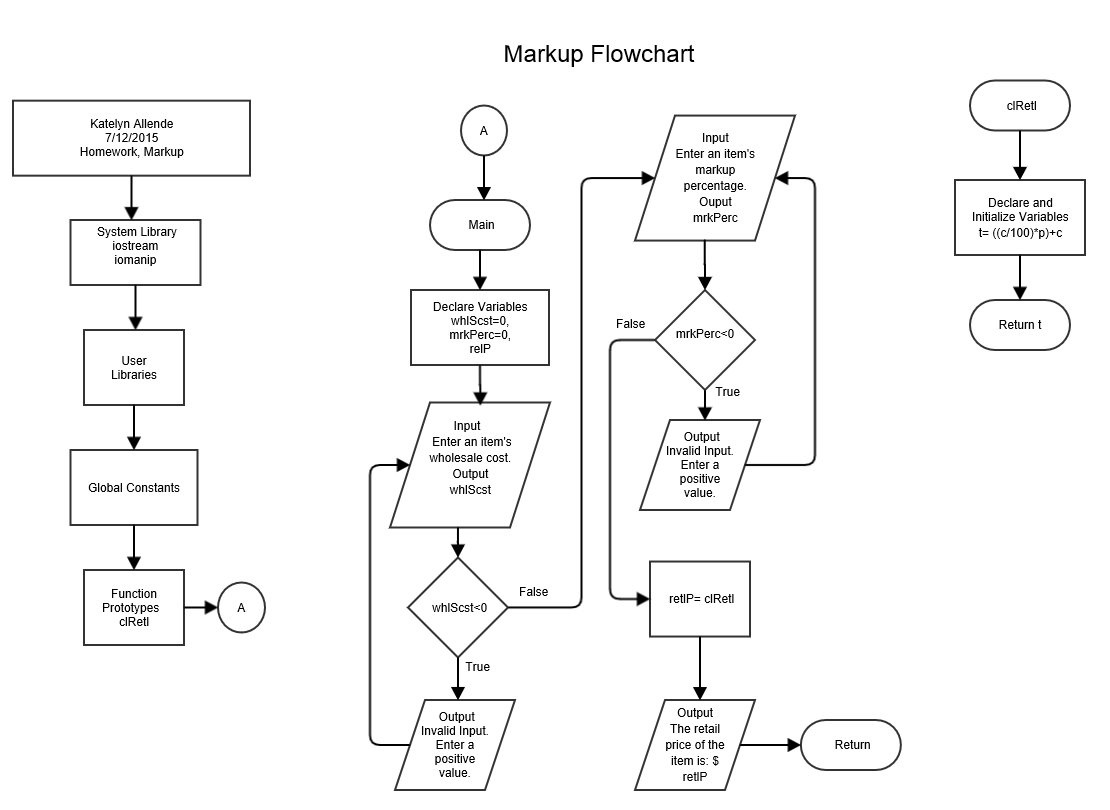 Markup Flowchart
Katelyn Allende
7/12/2015
Homework, Markup
System Library
iostream
iomanip
User
Libraries
Global Constants
Function
Prototypes
clRetl
A
A
Main
Declare Variables
whlScst=0,
mrkPerc=0,
relP
Input
Enter an item's
wholesale cost.
Output
whlScst
whlScst<0
False
True
Output
Invalid Input.
Enter a
positive
value.
Input
Enter an item's
markup
percentage.
Ouput
mrkPerc
mrkPerc<0
False
True
Output
Invalid Input.
Enter a
positive
value.
retlP= clRetl
Output
The retail
price of the
item is: $
retlP
Return
clRetl
Declare and
Initialize Variables
t= ((c/100)*p)+c
Return t